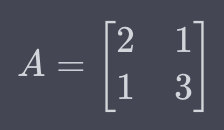 A = [2 1
1 3]